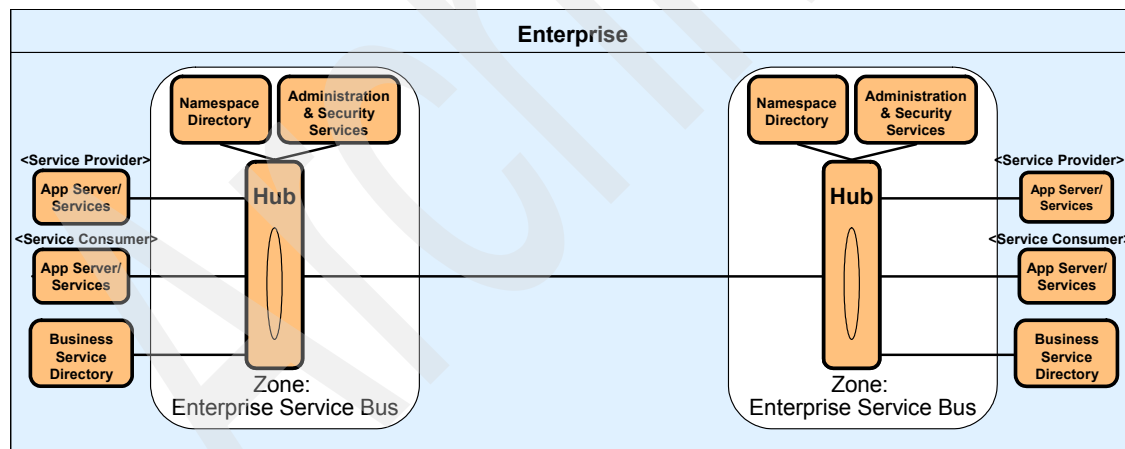 Enterprise
Namespace
Directory
Administration
& Security
Services
<Service Provider>
App Server/
Services
<Service Consumer>
App Server/
Services
Business
Service
Directory
Hub
Zone:
Enterprise Service Bus
Namespace
Directory
Administration
& Security
Services
Hub
<Service Provider>
App Server/
Services
<Service Consumer>
App Server/
Services
Business
Service
Directory
Zone:
Enterprise Service Bus